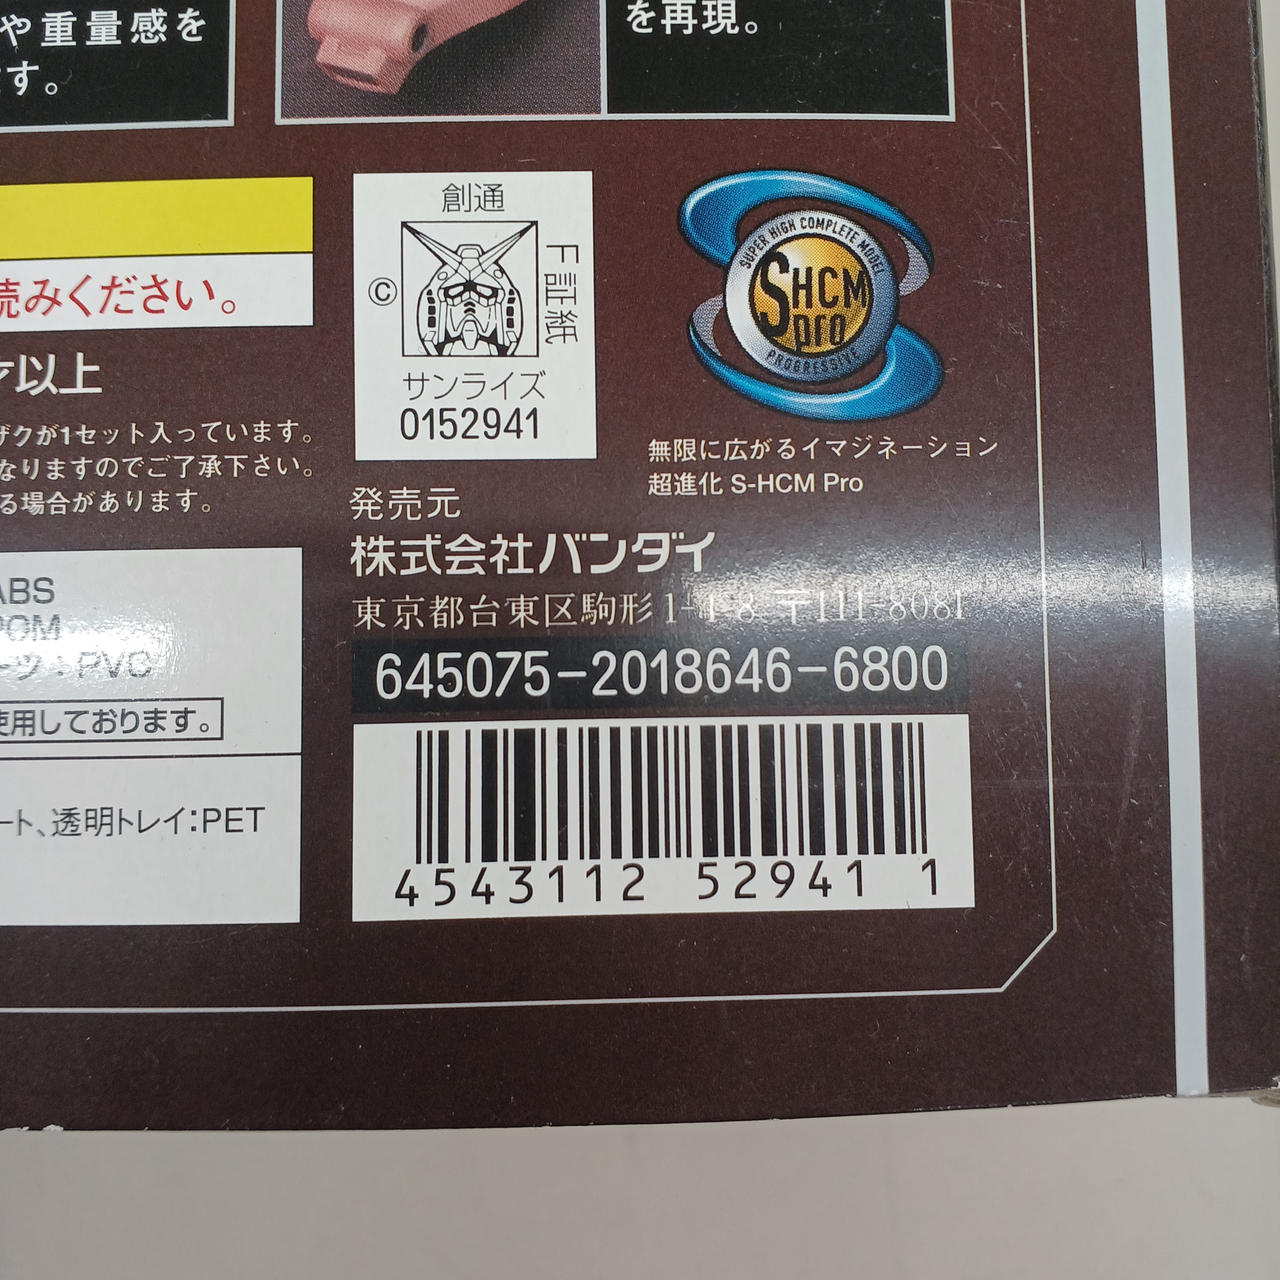 や重量感を
す。
を再現。
創通
©
F証紙
サンライズ
0152941
SUPER HIGH COMPLETE MODEL
SHCM
pro
PROGRESSIVE
無限に広がるイマジネーション
超進化 S-HCM Pro
読みください。
以上
ザクが1セット入っています。
なりますのでご了承下さい。
る場合があります。
発売元
株式会社バンダイ
東京都台東区駒形1-4-8 〒111-8081
645075-2018646-6800
4543112 52941 1
ABS
POM
ーツ:PVC
使用しております。
ート、透明トレイ:PET